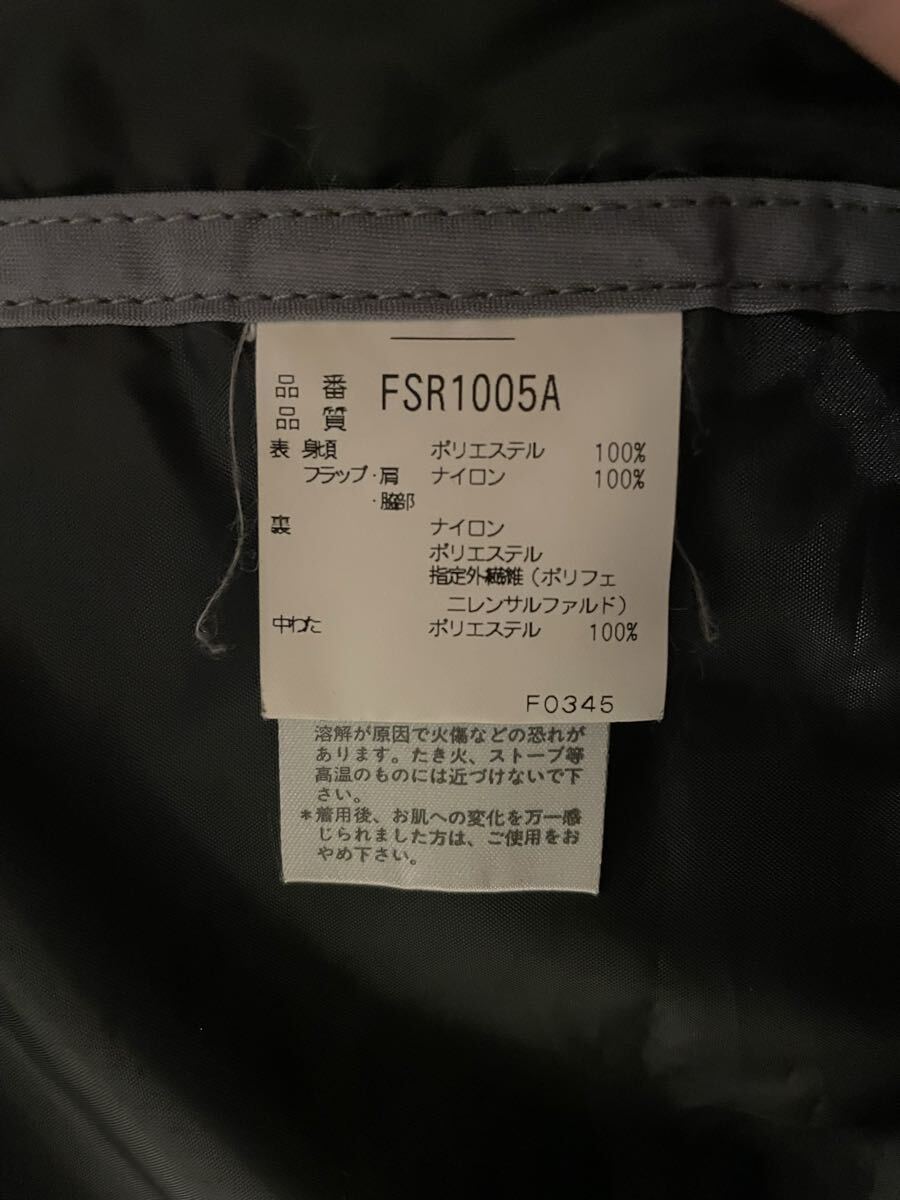 品番 FSR1005A
品質
表 身頃 ポリエステル 100%
フラップ・肩 ナイロン 100%
・脇部
裏 ナイロン
ポリエステル
指定外繊維(ポリフェ
ニレンサルファルド)
中わた ポリエステル 100%
F0345
溶解が原因で火傷などの恐れが
あります。たき火、ストーブ等
高温のものには近づけないで下
さい。
*着用後、お肌への変化を万一感
じられました方は、ご使用をお
やめ下さい。